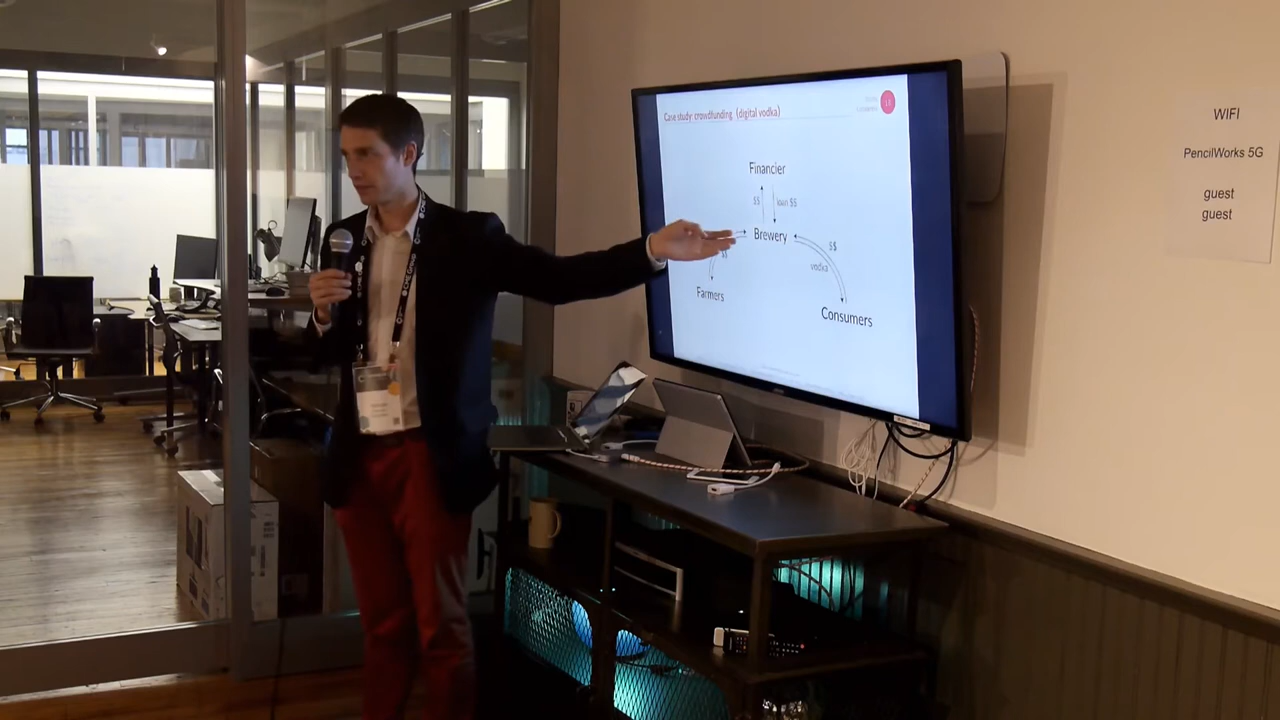 Case study: crowdfunding (digital vodka)
Financier
$$
loan $$
Brewery
$$
$$
vodka
Farmers
Consumers
WIFI
PencilWorks 5G
guest
guest